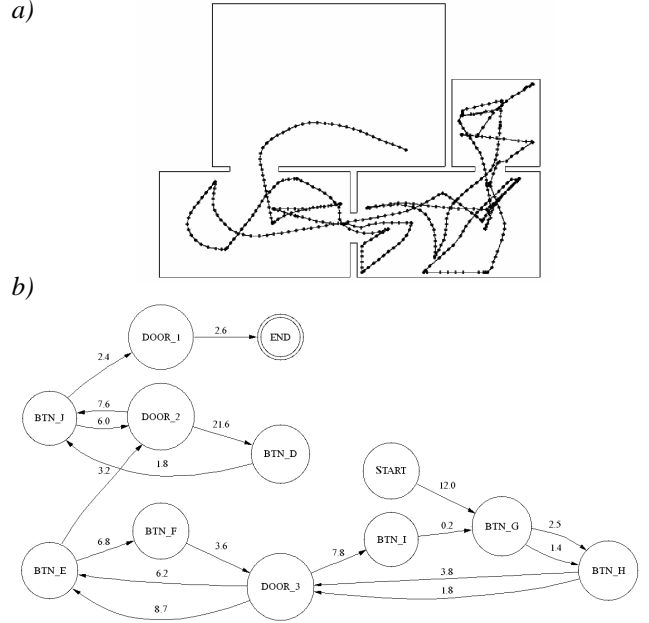 a)
b)
DOOR_1
2.6
END
2.4
BTN_J
7.6
6.0
DOOR_2
21.6
BTN_D
1.8
3.2
START
12.0
BTN_F
BTN_I
0.2
BTN_G
2.5
1.4
6.8
3.6
7.8
BTN_E
6.2
DOOR_3
3.8
BTN_H
1.8
8.7